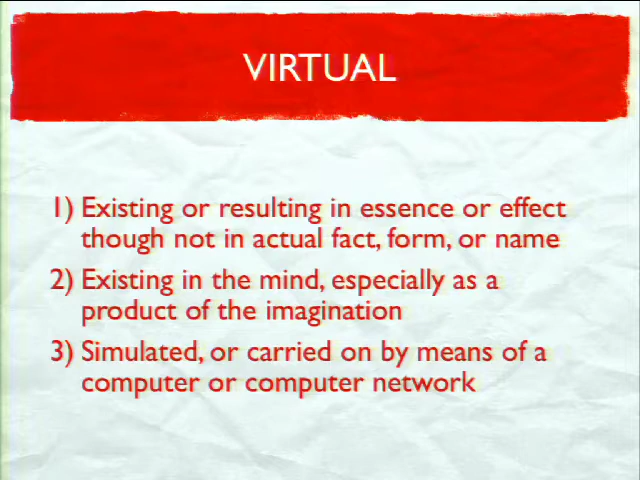 VIRTUAL
1) Existing or resulting in essence or effect
though not in actual fact, form, or name
2) Existing in the mind, especially as a
product of the imagination
3) Simulated, or carried on by means of a
computer or computer network